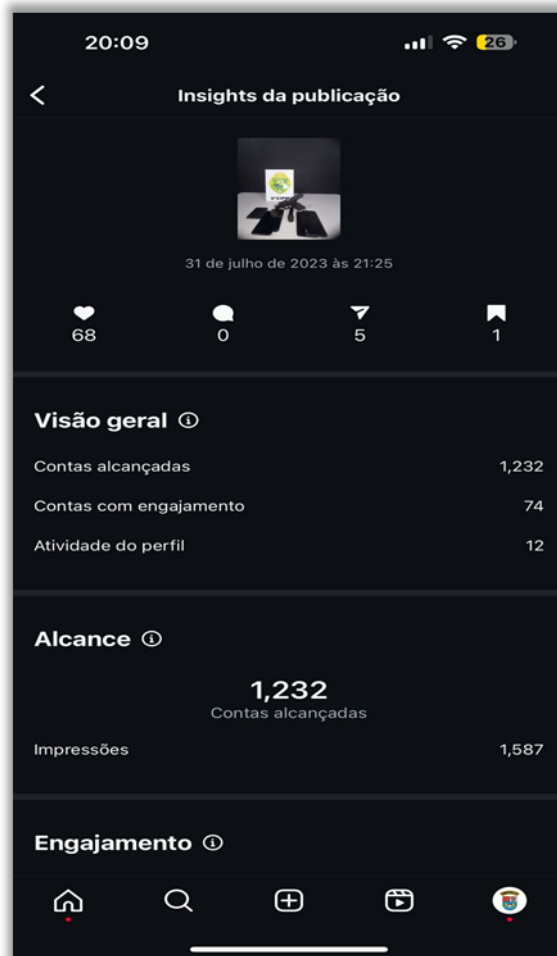 20:09
26
Insights da publicação
31 de julho de 2023 às 21:25
68 0 5 1
Visão geral
Contas alcançadas 1,232
Contas com engajamento 74
Atividade do perfil 12
Alcance
1,232
Contas alcançadas
Impressões 1,587
Engajamento